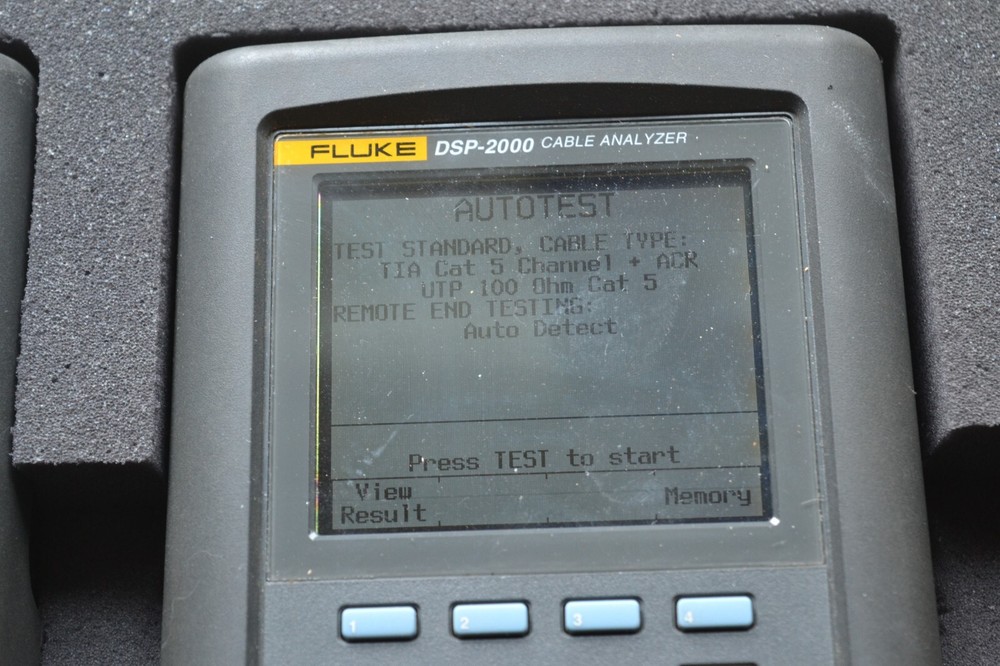 FLUKE DSP-2000 CABLE ANALYZER
AUTOTEST
TEST STANDARD, CABLE TYPE:
TIA Cat 5 Channel + ACR
UTP 100 Ohm Cat 5
REMOTE END TESTING:
Auto Detect
Press TEST to start
View Memory
Result
1 2 3 4